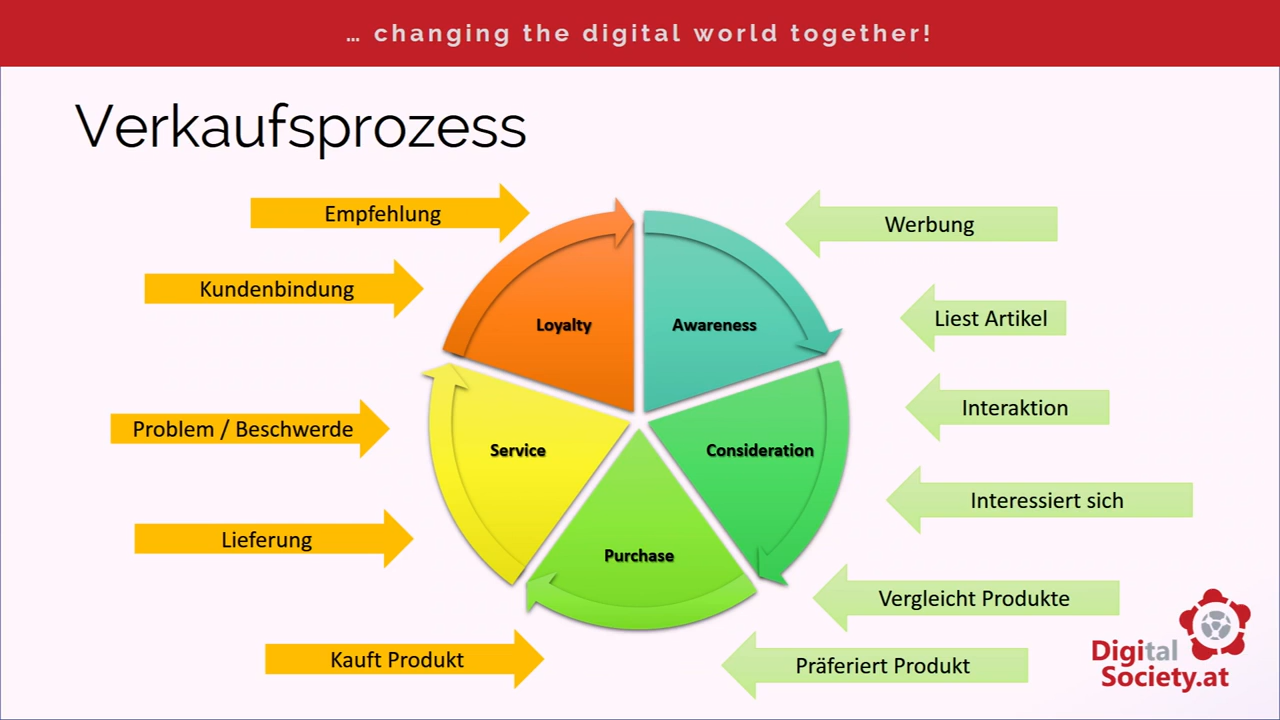 … changing the digital world together!
Verkaufsprozess
Empfehlung
Werbung
Kundenbindung
Liest Artikel
Loyalty
Awareness
Interaktion
Problem / Beschwerde
Service
Consideration
Interessiert sich
Lieferung
Purchase
Vergleicht Produkte
Kauft Produkt
Präferiert Produkt
Digital
Society.at